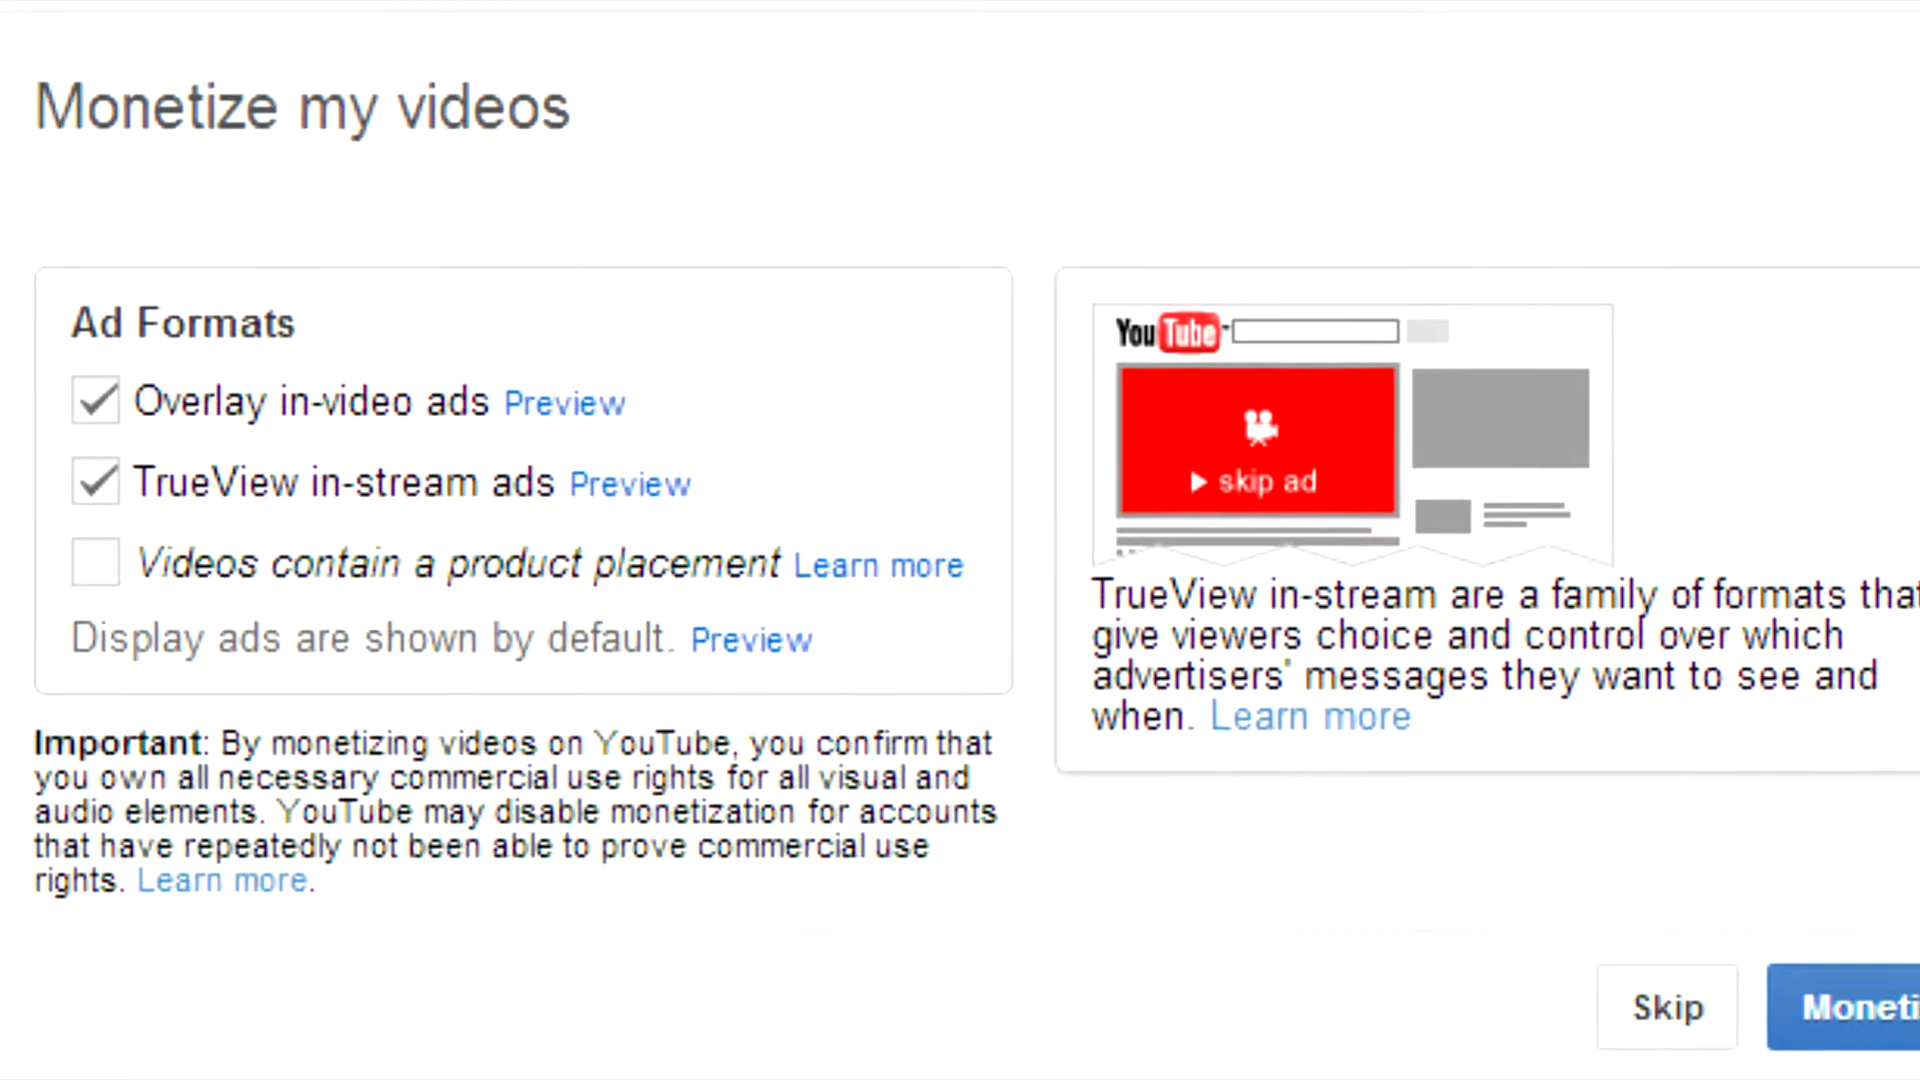 Monetize my videos
Ad Formats
Overlay in-video ads Preview
TrueView in-stream ads Preview
Videos contain a product placement Learn more
Display ads are shown by default. Preview
Important: By monetizing videos on YouTube, you confirm that
you own all necessary commercial use rights for all visual and
audio elements. YouTube may disable monetization for accounts
that have repeatedly not been able to prove commercial use
rights. Learn more.
YouTube
skip ad
TrueView in-stream are a family of formats that
give viewers choice and control over which
advertisers' messages they want to see and
when. Learn more
Skip
Moneti